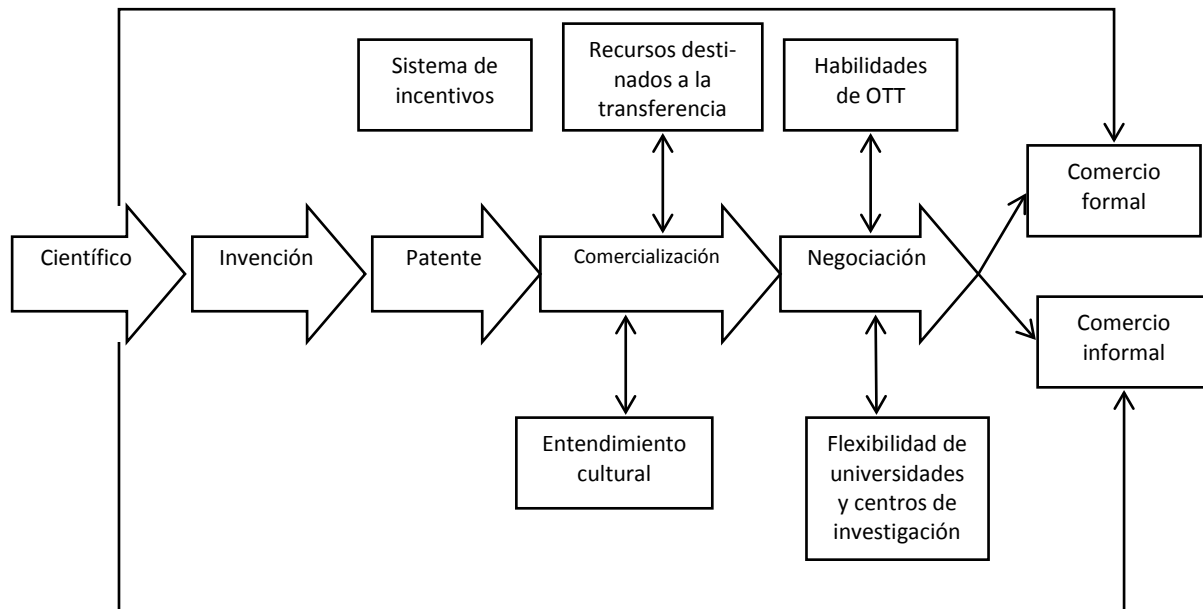 Sistema de
incentivos
Recursos desti-
nados a la
transferencia
Habilidades
de OTT
Comercio
formal
Científico
Invención
Patente
Comercialización
Negociación
Comercio
informal
Entendimiento
cultural
Flexibilidad de
universidades
y centros de
investigación